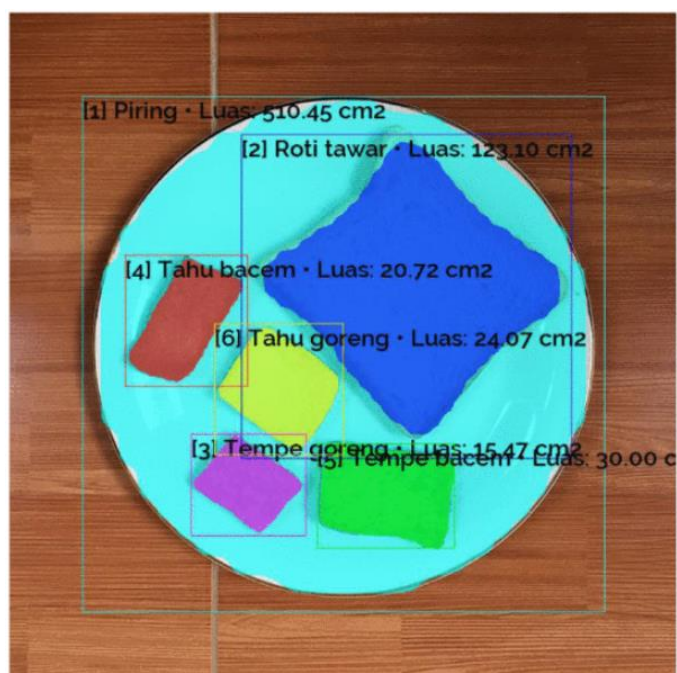 [1] Piring • Luas: 510.45 cm2
[2] Roti tawar • Luas: 123.10 cm2
[4] Tahu bacem • Luas: 20.72 cm2
[6] Tahu goreng • Luas: 24.07 cm2
[3] Tempe goreng • Luas: 15.47 cm2
[5] Tempe bacem • Luas: 30.00 c